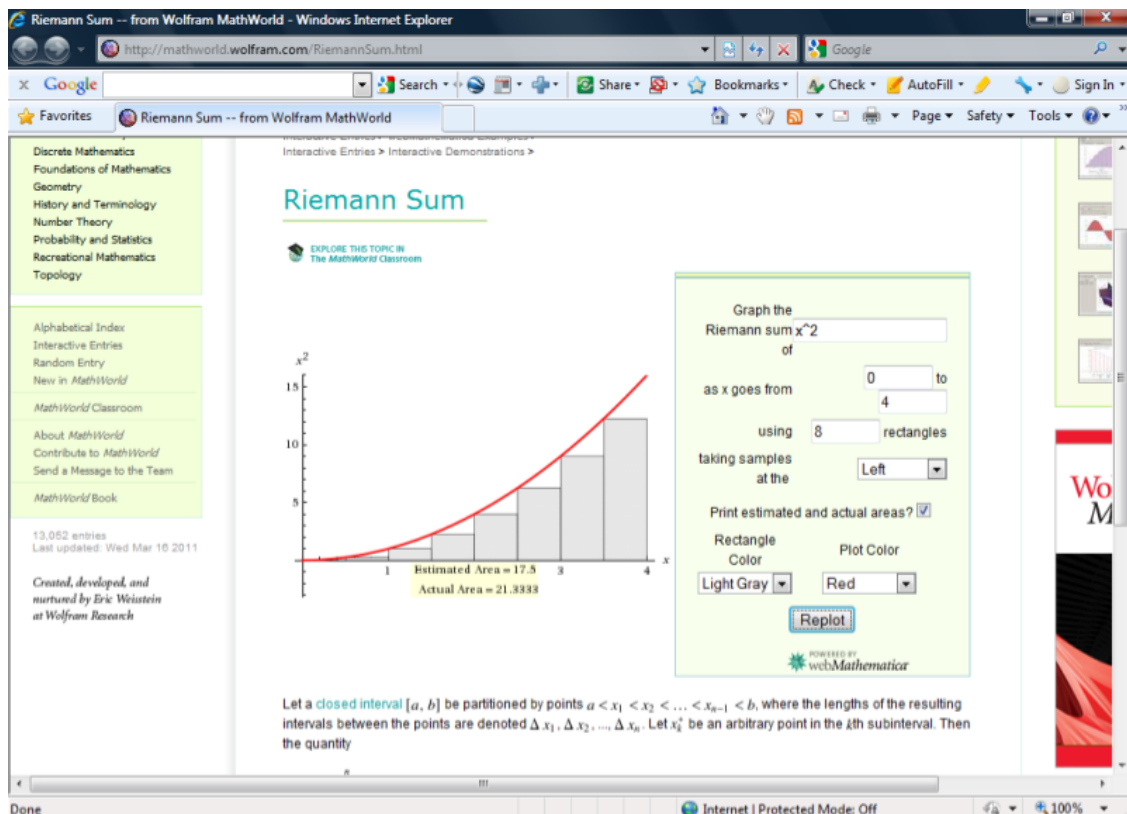 Riemann Sum -- from Wolfram MathWorld - Windows Internet Explorer
http://mathworld.wolfram.com/RiemannSum.html
Google
x Google
Search
Share
Bookmarks
Check
AutoFill
Sign In
Favorites
Riemann Sum -- from Wolfram MathWorld
Page
Safety
Tools
Discrete Mathematics
Foundations of Mathematics
Geometry
History and Terminology
Number Theory
Probability and Statistics
Recreational Mathematics
Topology
Alphabetical Index
Interactive Entries
Random Entry
New in MathWorld
MathWorld Classroom
About MathWorld
Contribute to MathWorld
Send a Message to the Team
MathWorld Book
13,052 entries
Last updated: Wed Mar 16 2011
Created, developed, and
nurtured by Eric Weisstein
at Wolfram Research
Interactive Entries > Interactive Demonstrations >
Riemann Sum
EXPLORE THIS TOPIC IN
The MathWorld Classroom
x²
15
10
5
1
3
4
x
Estimated Area = 17.5
Actual Area = 21.3333
Graph the
Riemann sum x^2
of
as x goes from
0 to
4
using 8 rectangles
taking samples
at the
Left
Print estimated and actual areas?
Rectangle
Color
Plot Color
Light Gray
Red
Replot
POWERED BY
webMathematica
Wo
M
Let a closed interval [a, b] be partitioned by points a < x₁ < x₂ < … < xₙ₋₁ < b, where the lengths of the resulting
intervals between the points are denoted Δx₁, Δx₂, ..., Δxₙ. Let xₖ* be an arbitrary point in the kth subinterval. Then
the quantity
n
Done
Internet | Protected Mode: Off
100%